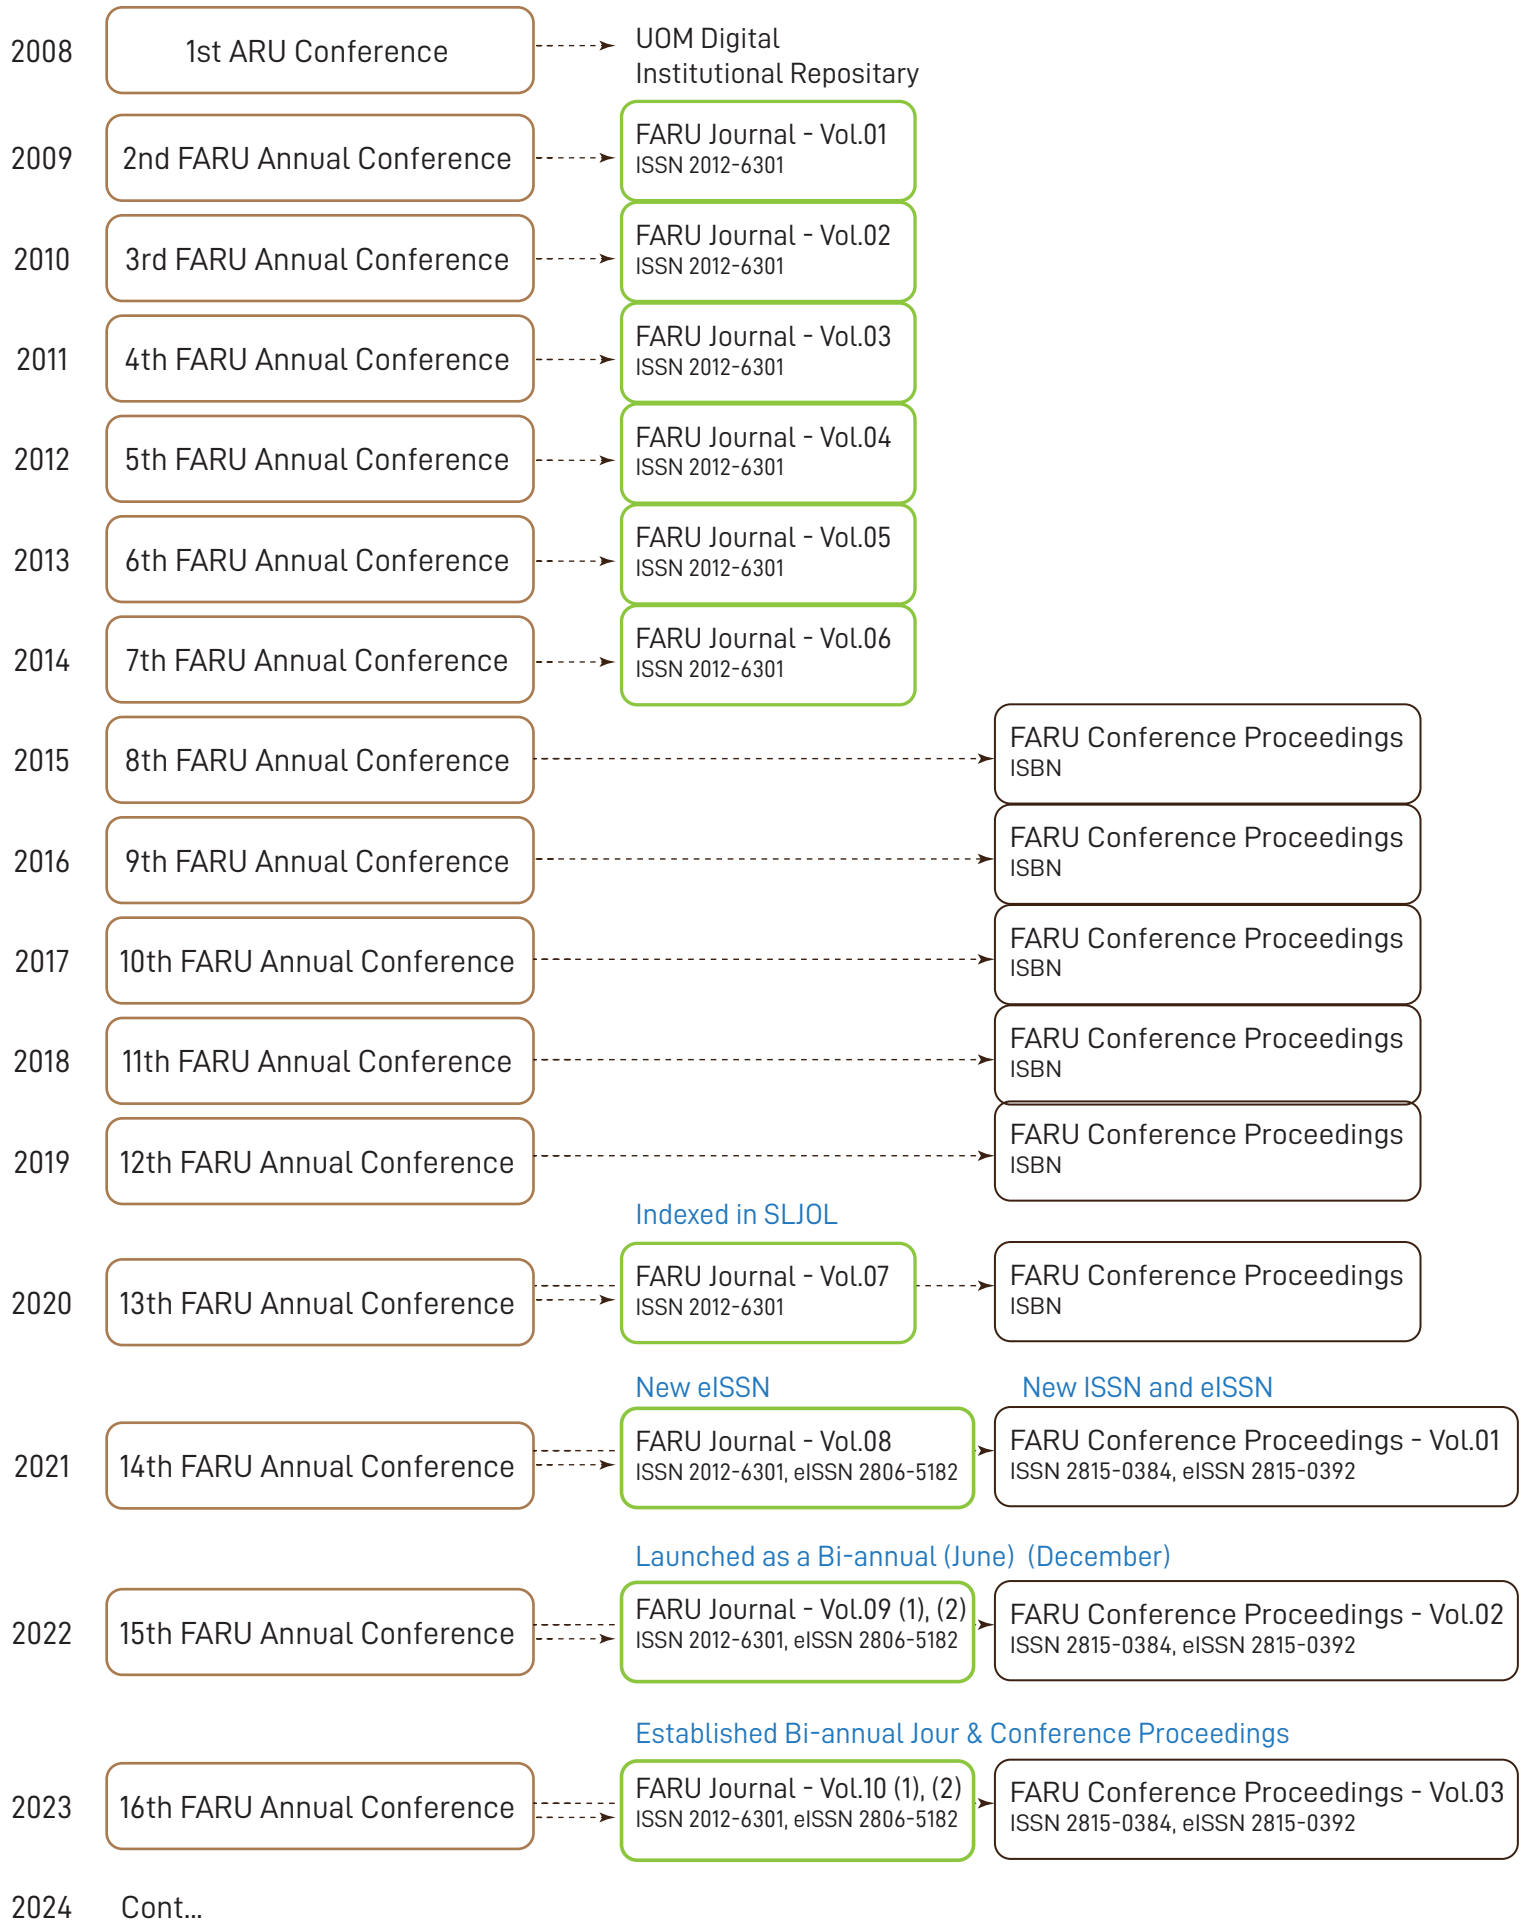 2008
1st ARU Conference
UOM Digital
Institutional Repositary
2009
2nd FARU Annual Conference
FARU Journal - Vol.01
ISSN 2012-6301
2010
3rd FARU Annual Conference
FARU Journal - Vol.02
ISSN 2012-6301
2011
4th FARU Annual Conference
FARU Journal - Vol.03
ISSN 2012-6301
2012
5th FARU Annual Conference
FARU Journal - Vol.04
ISSN 2012-6301
2013
6th FARU Annual Conference
FARU Journal - Vol.05
ISSN 2012-6301
2014
7th FARU Annual Conference
FARU Journal - Vol.06
ISSN 2012-6301
2015
8th FARU Annual Conference
FARU Conference Proceedings
ISBN
2016
9th FARU Annual Conference
FARU Conference Proceedings
ISBN
2017
10th FARU Annual Conference
FARU Conference Proceedings
ISBN
2018
11th FARU Annual Conference
FARU Conference Proceedings
ISBN
2019
12th FARU Annual Conference
FARU Conference Proceedings
ISBN
Indexed in SLJOL
2020
13th FARU Annual Conference
FARU Journal - Vol.07
ISSN 2012-6301
FARU Conference Proceedings
ISBN
New eISSN
New ISSN and eISSN
2021
14th FARU Annual Conference
FARU Journal - Vol.08
ISSN 2012-6301, eISSN 2806-5182
FARU Conference Proceedings - Vol.01
ISSN 2815-0384, eISSN 2815-0392
Launched as a Bi-annual (June) (December)
2022
15th FARU Annual Conference
FARU Journal - Vol.09 (1), (2)
ISSN 2012-6301, eISSN 2806-5182
FARU Conference Proceedings - Vol.02
ISSN 2815-0384, eISSN 2815-0392
Established Bi-annual Jour & Conference Proceedings
2023
16th FARU Annual Conference
FARU Journal - Vol.10 (1), (2)
ISSN 2012-6301, eISSN 2806-5182
FARU Conference Proceedings - Vol.03
ISSN 2815-0384, eISSN 2815-0392
2024
Cont...